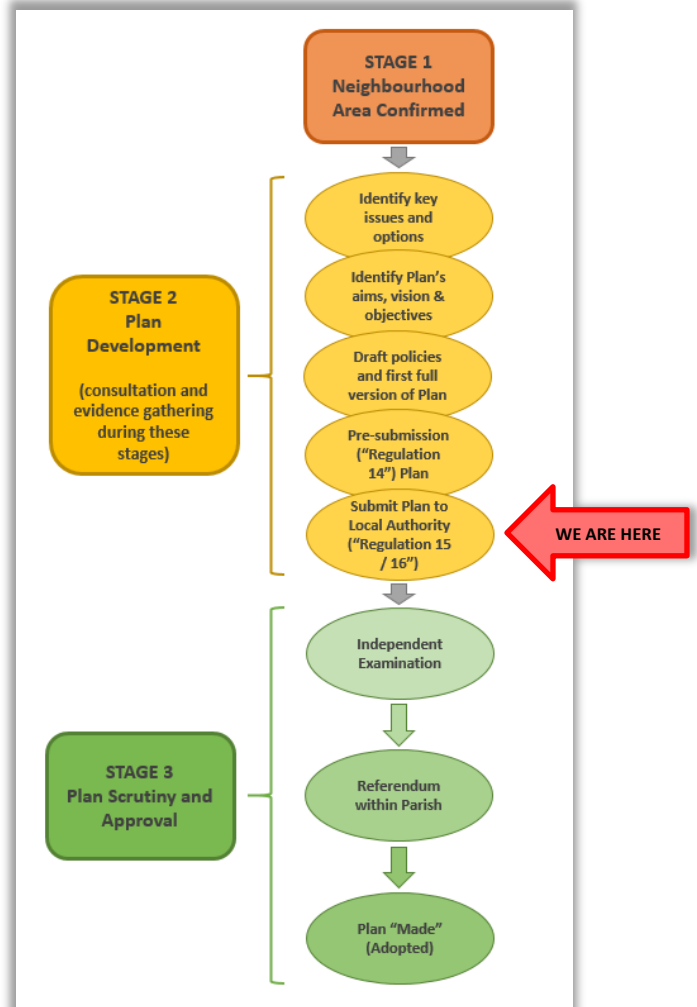 STAGE 1
Neighbourhood
Area Confirmed
Identify key
issues and
options
Identify Plan's
aims, vision &
objectives
STAGE 2
Plan
Development
(consultation and
evidence gathering
during these
stages)
Draft policies
and first full
version of Plan
Pre-submission
("Regulation
14") Plan
Submit Plan to
Local Authority
("Regulation 15
/ 16")
WE ARE HERE
Independent
Examination
STAGE 3
Plan Scrutiny and
Approval
Referendum
within Parish
Plan "Made"
(Adopted)